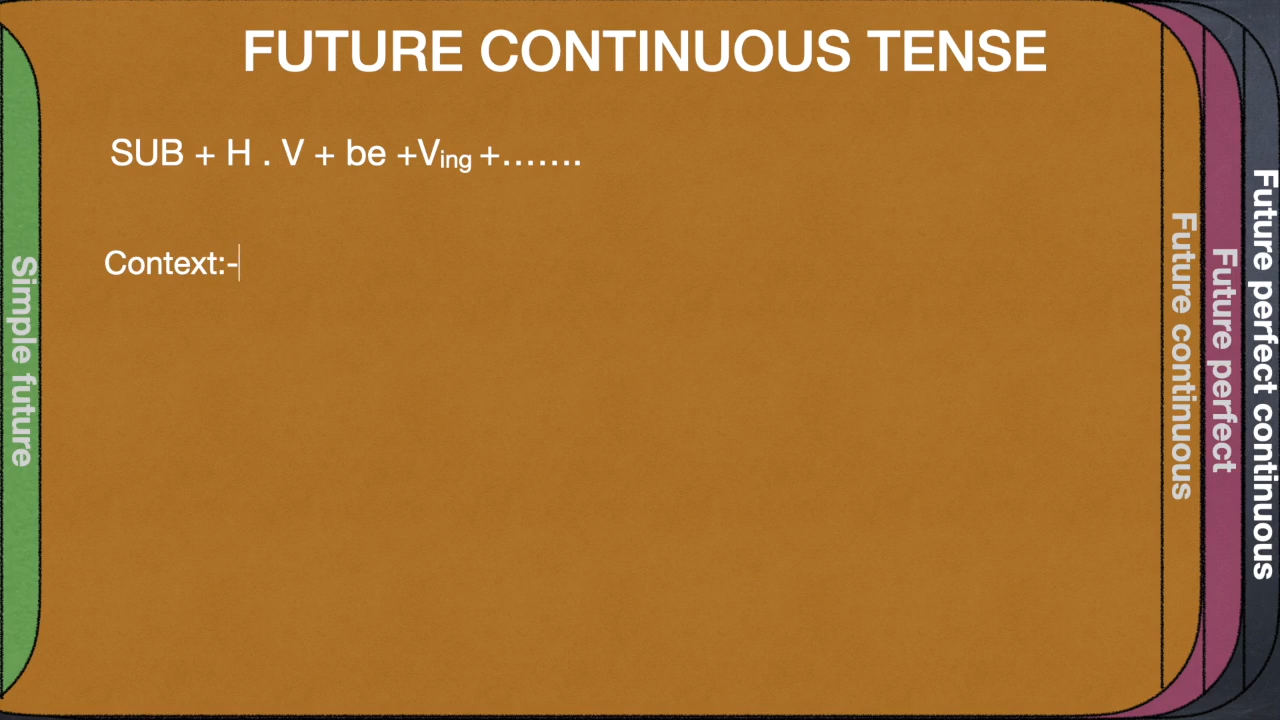 FUTURE CONTINUOUS TENSE
SUB + H . V + be +Ving +.......
Context:-
Simple future
Future continuous
Future perfect
Future perfect continuous